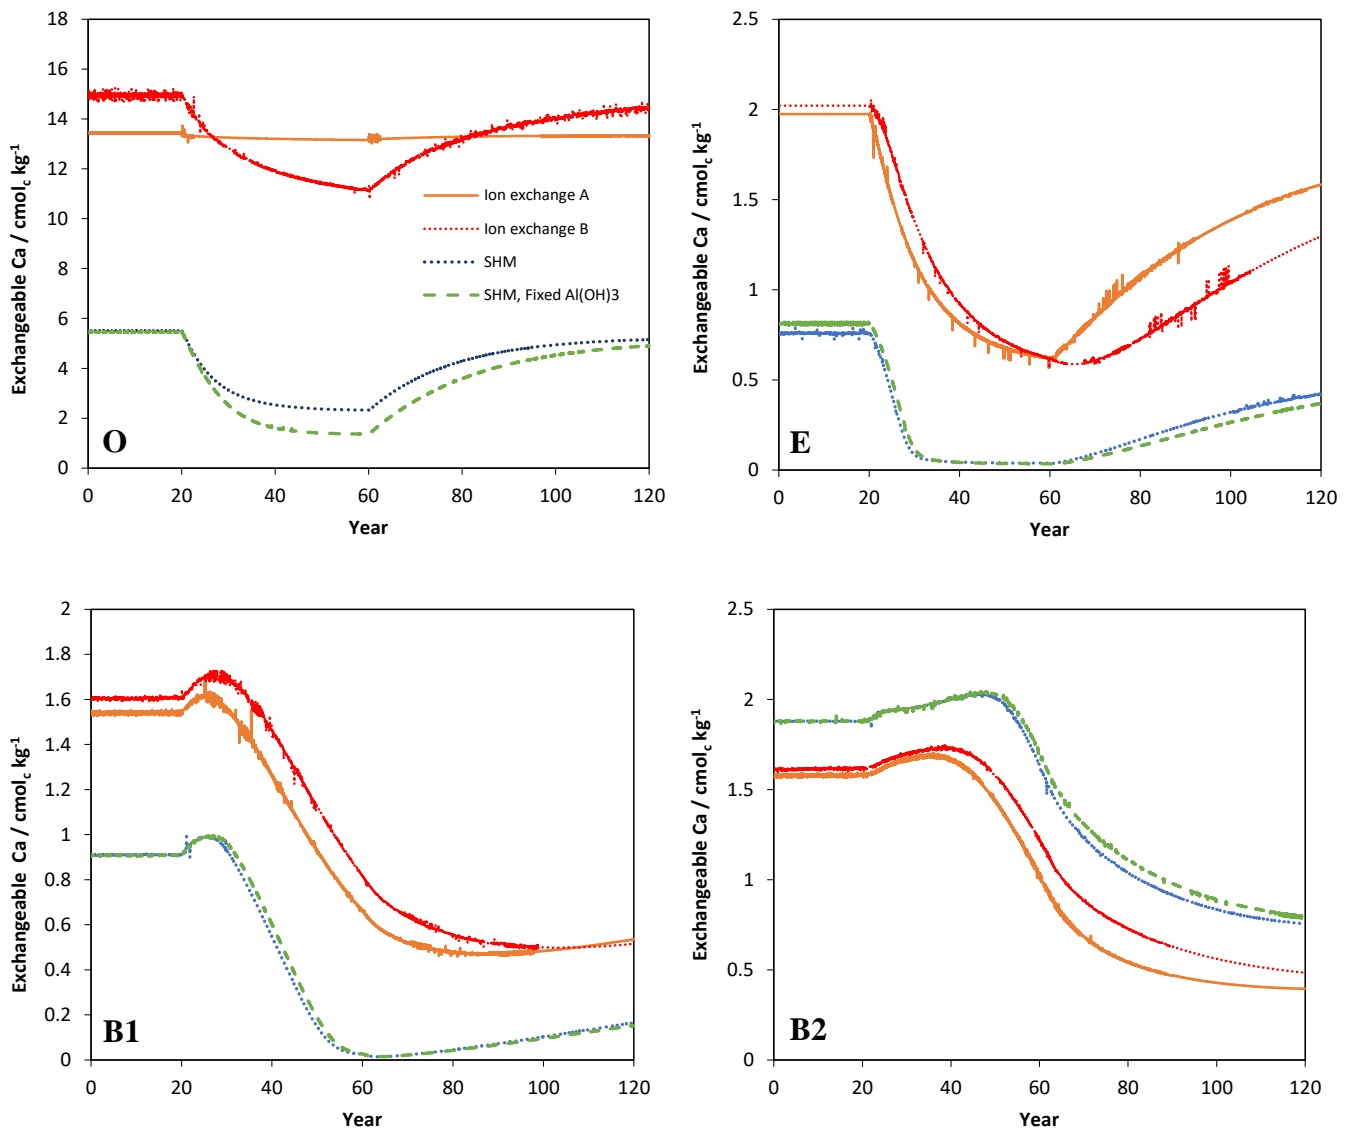 18
16
14
12
10
8
6
4
2
0
Exchangeable Ca / cmolc kg-1
Ion exchange A
Ion exchange B
SHM
SHM, Fixed Al(OH)3
O
0 20 40 60 80 100 120
Year
2.5
2
1.5
1
0.5
0
Exchangeable Ca / cmolc kg-1
E
0 20 40 60 80 100 120
Year
2
1.8
1.6
1.4
1.2
1
0.8
0.6
0.4
0.2
0
Exchangeable Ca / cmolc kg-1
B1
0 20 40 60 80 100 120
Year
2.5
2
1.5
1
0.5
0
Exchangeable Ca / cmolc kg-1
B2
0 20 40 60 80 100 120
Year